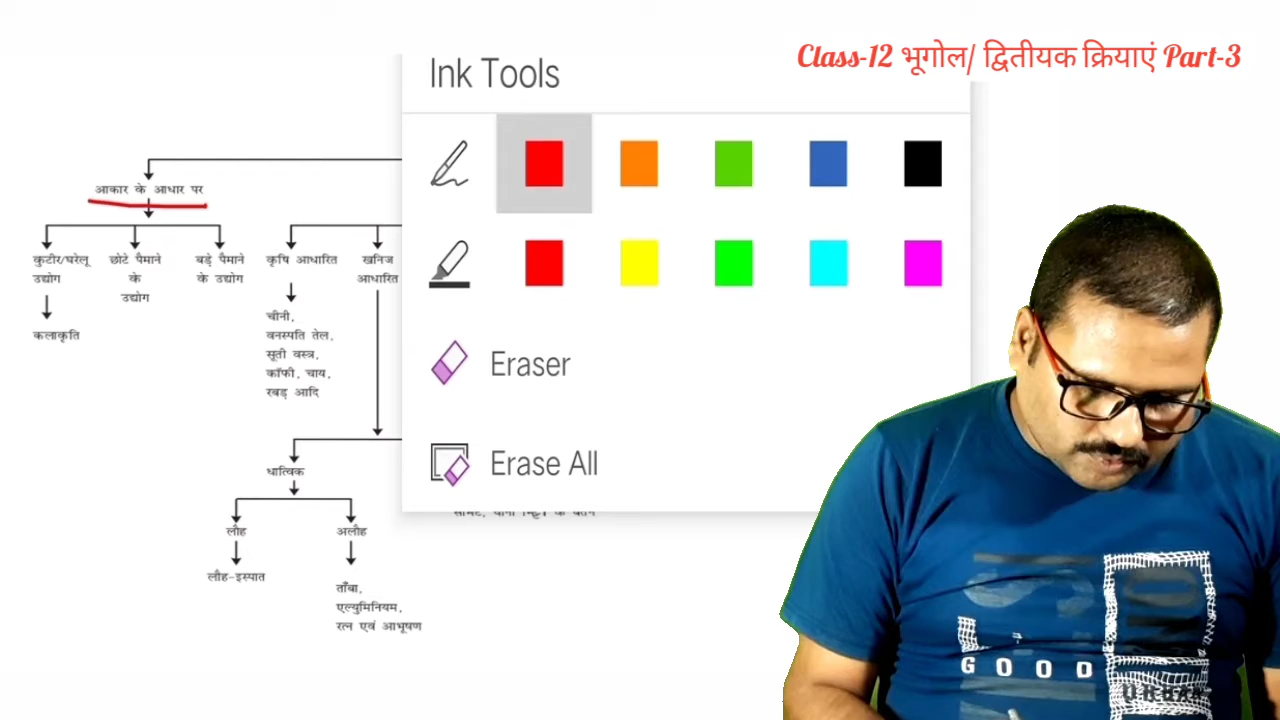 Class-12 भूगोल/ द्वितीयक क्रियाएं Part-3
Ink Tools
आकार के आधार पर
कुटीर/घरेलू
उद्योग
छोटे पैमाने
के
उद्योग
बड़े पैमाने
के उद्योग
कृषि आधारित
खनिज
आधारित
कलाकृति
चीनी,
वनस्पति तेल,
सूती वस्त्र,
कॉफी, चाय,
रबड़ आदि
Eraser
Erase All
धात्विक
लौह
अलौह
लौह-इस्पात
ताँबा,
एल्युमिनियम,
रत्न एवं आभूषण
GOOD